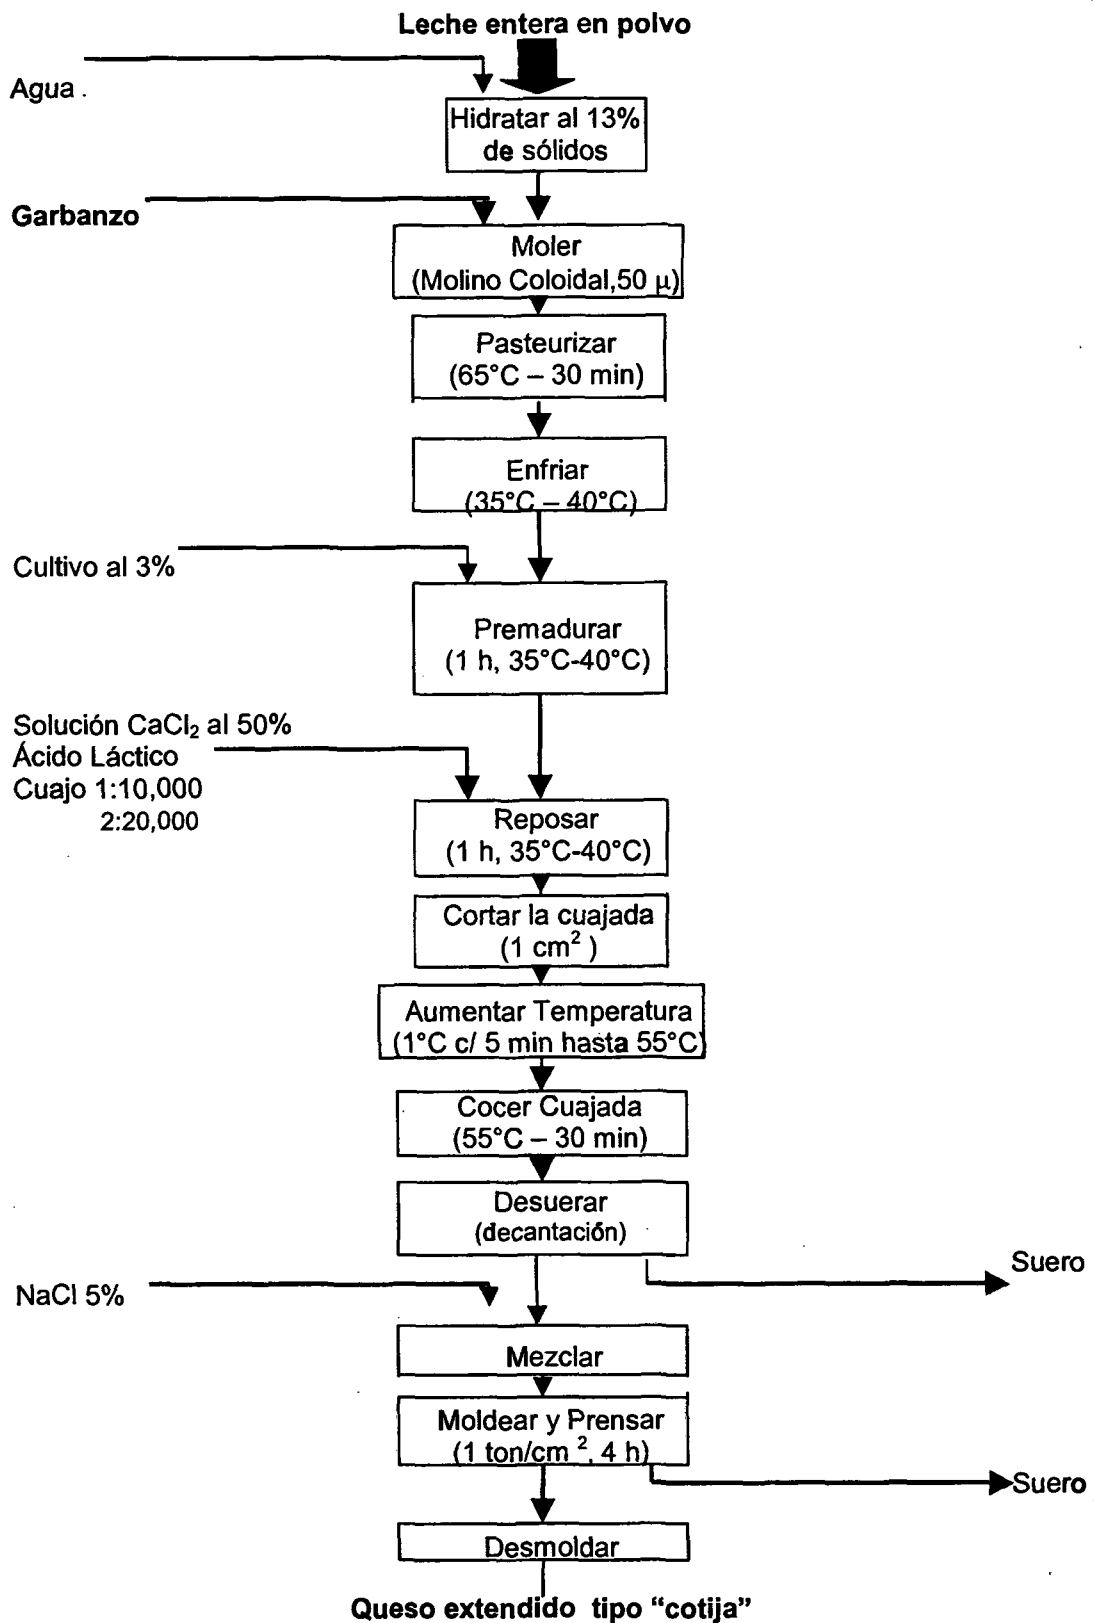 Leche entera en polvo
Agua .
Hidratar al 13%
de sólidos
Garbanzo
Moler
(Molino Coloidal,50 µ)
Pasteurizar
(65°C – 30 min)
Enfriar
(35°C – 40°C)
Cultivo al 3%
Premadurar
(1 h, 35°C-40°C)
Solución CaCl₂ al 50%
Ácido Láctico
Cuajo 1:10,000
2:20,000
Reposar
(1 h, 35°C-40°C)
Cortar la cuajada
(1 cm² )
Aumentar Temperatura
(1°C c/ 5 min hasta 55°C)
Cocer Cuajada
(55°C – 30 min)
Desuerar
(decantación)
Suero
NaCl 5%
Mezclar
Moldear y Prensar
(1 ton/cm ², 4 h)
Suero
Desmoldar
Queso extendido tipo “cotija”